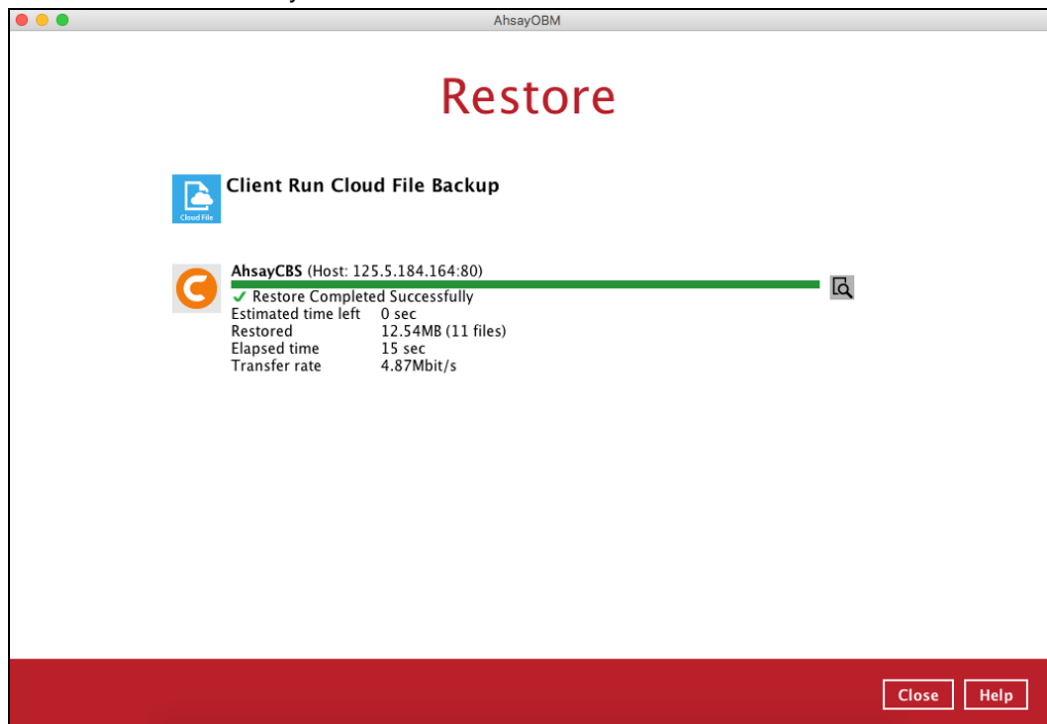 AhsayOBM
Restore
Client Run Cloud File Backup
Cloud File
AhsayCBS (Host: 125.5.184.164:80)
C
✓ Restore Completed Successfully
Estimated time left 0 sec
Restored 12.54MB (11 files)
Elapsed time 15 sec
Transfer rate 4.87Mbit/s
Close Help